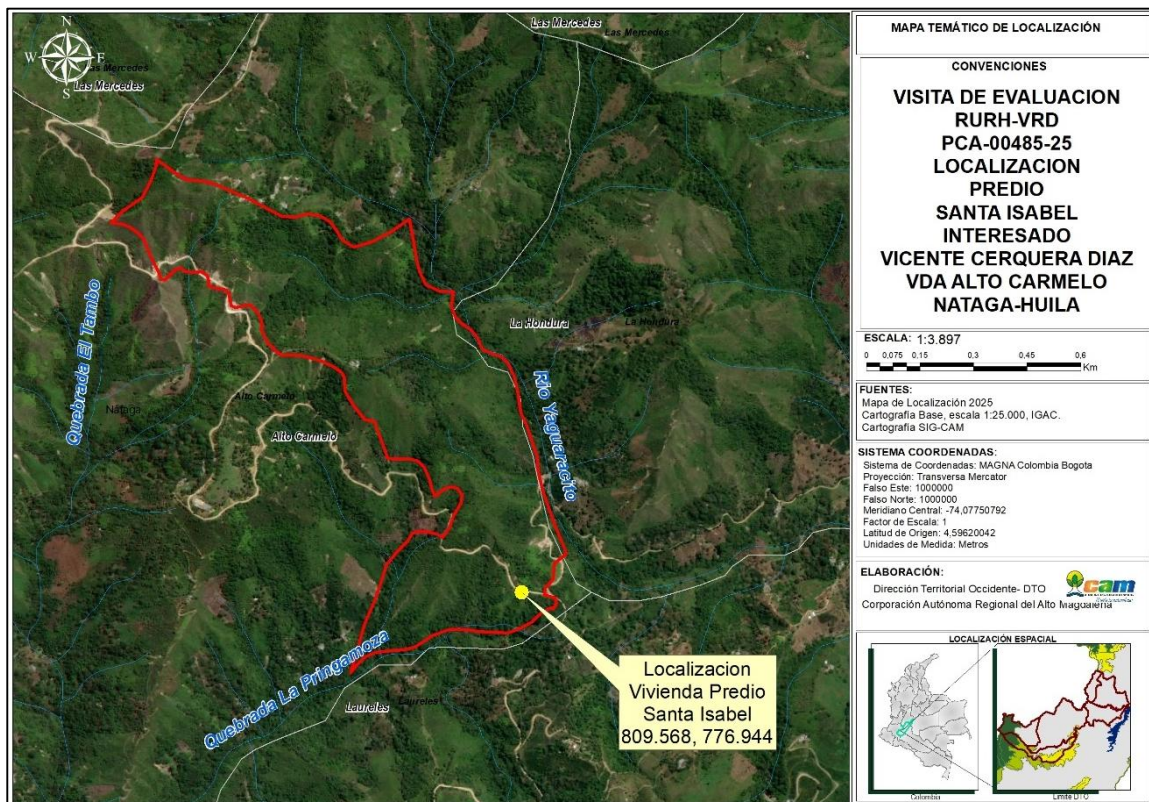 N
W
E
S
Las Mercedes
Las Mercedes
Las Mercedes
Las Mercedes
Quebrada El Tambo
Nataga
Alto Carmelo
Alto Carmelo
La Hondura
La Hondura
Río Yaguaracito
Quebrada La Pringamoza
Laureles
Laureles
Localizacion
Vivienda Predio
Santa Isabel
809.568, 776.944
MAPA TEMÁTICO DE LOCALIZACIÓN
CONVENCIONES
VISITA DE EVALUACION
RURH-VRD
PCA-00485-25
LOCALIZACION
PREDIO
SANTA ISABEL
INTERESADO
VICENTE CERQUERA DIAZ
VDA ALTO CARMELO
NATAGA-HUILA
ESCALA: 1:3.897
0 0,075 0,15 0,3 0,45 0,6
Km
FUENTES:
Mapa de Localización 2025
Cartografía Base, escala 1:25.000, IGAC.
Cartografía SIG-CAM
SISTEMA COORDENADAS:
Sistema de Coordenadas: MAGNA Colombia Bogota
Proyección: Transversa Mercator
Falso Este: 1000000
Falso Norte: 1000000
Meridiano Central: -74,07750792
Factor de Escala: 1
Latitud de Origen: 4,59620042
Unidades de Medida: Metros
ELABORACIÓN:
Dirección Territorial Occidente- DTO
cam
Corporación Autónoma Regional del Alto Magdalena
LOCALIZACIÓN ESPACIAL
Colombia
Limite DTO